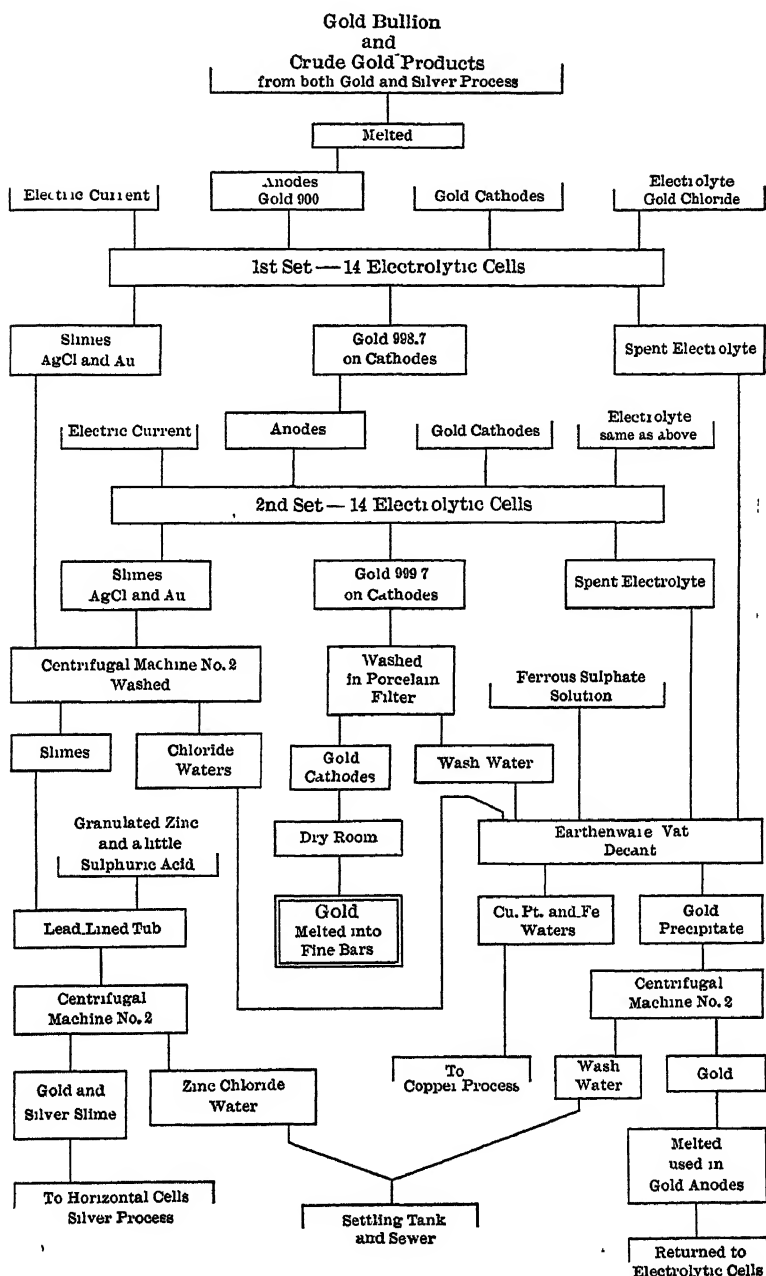 Gold Bullion
and
Crude Gold Products
from both Gold and Silver Process
Melted
Electric Current
Anodes
Gold 900
Gold Cathodes
Electrolyte
Gold Chloride
1st Set — 14 Electrolytic Cells
Slimes
AgCl and Au
Gold 998.7
on Cathodes
Spent Electrolyte
Electric Current
Anodes
Gold Cathodes
Electrolyte
same as above
2nd Set — 14 Electrolytic Cells
Slimes
AgCl and Au
Gold 999 7
on Cathodes
Spent Electrolyte
Centrifugal Machine No. 2
Washed
Washed
in Porcelain
Filter
Ferrous Sulphate
Solution
Slimes
Chloride
Waters
Gold
Cathodes
Wash Water
Granulated Zinc
and a little
Sulphuric Acid
Dry Room
Earthenware Vat
Decant
Lead Lined Tub
Gold
Melted into
Fine Bars
Cu. Pt. and Fe
Waters
Gold
Precipitate
Centrifugal
Machine No. 2
Centrifugal
Machine No. 2
Gold and
Silver Slime
Zinc Chloride
Water
To
Copper Process
Wash
Water
Gold
Melted
used in
Gold Anodes
To Horizontal Cells
Silver Process
Settling Tank
and Sewer
Returned to
Electrolytic Cells